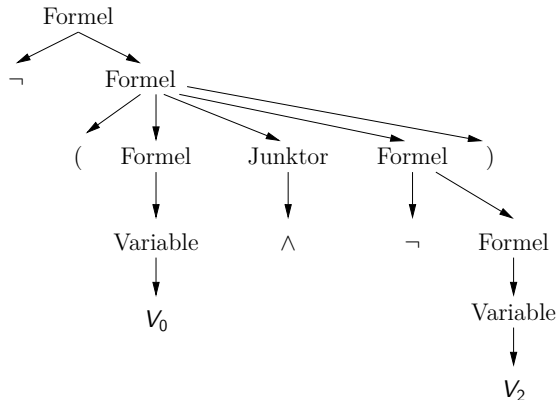 Formel
¬ Formel
( Formel Junktor Formel )
Variable ∧ ¬ Formel
V₀ Variable
V₂